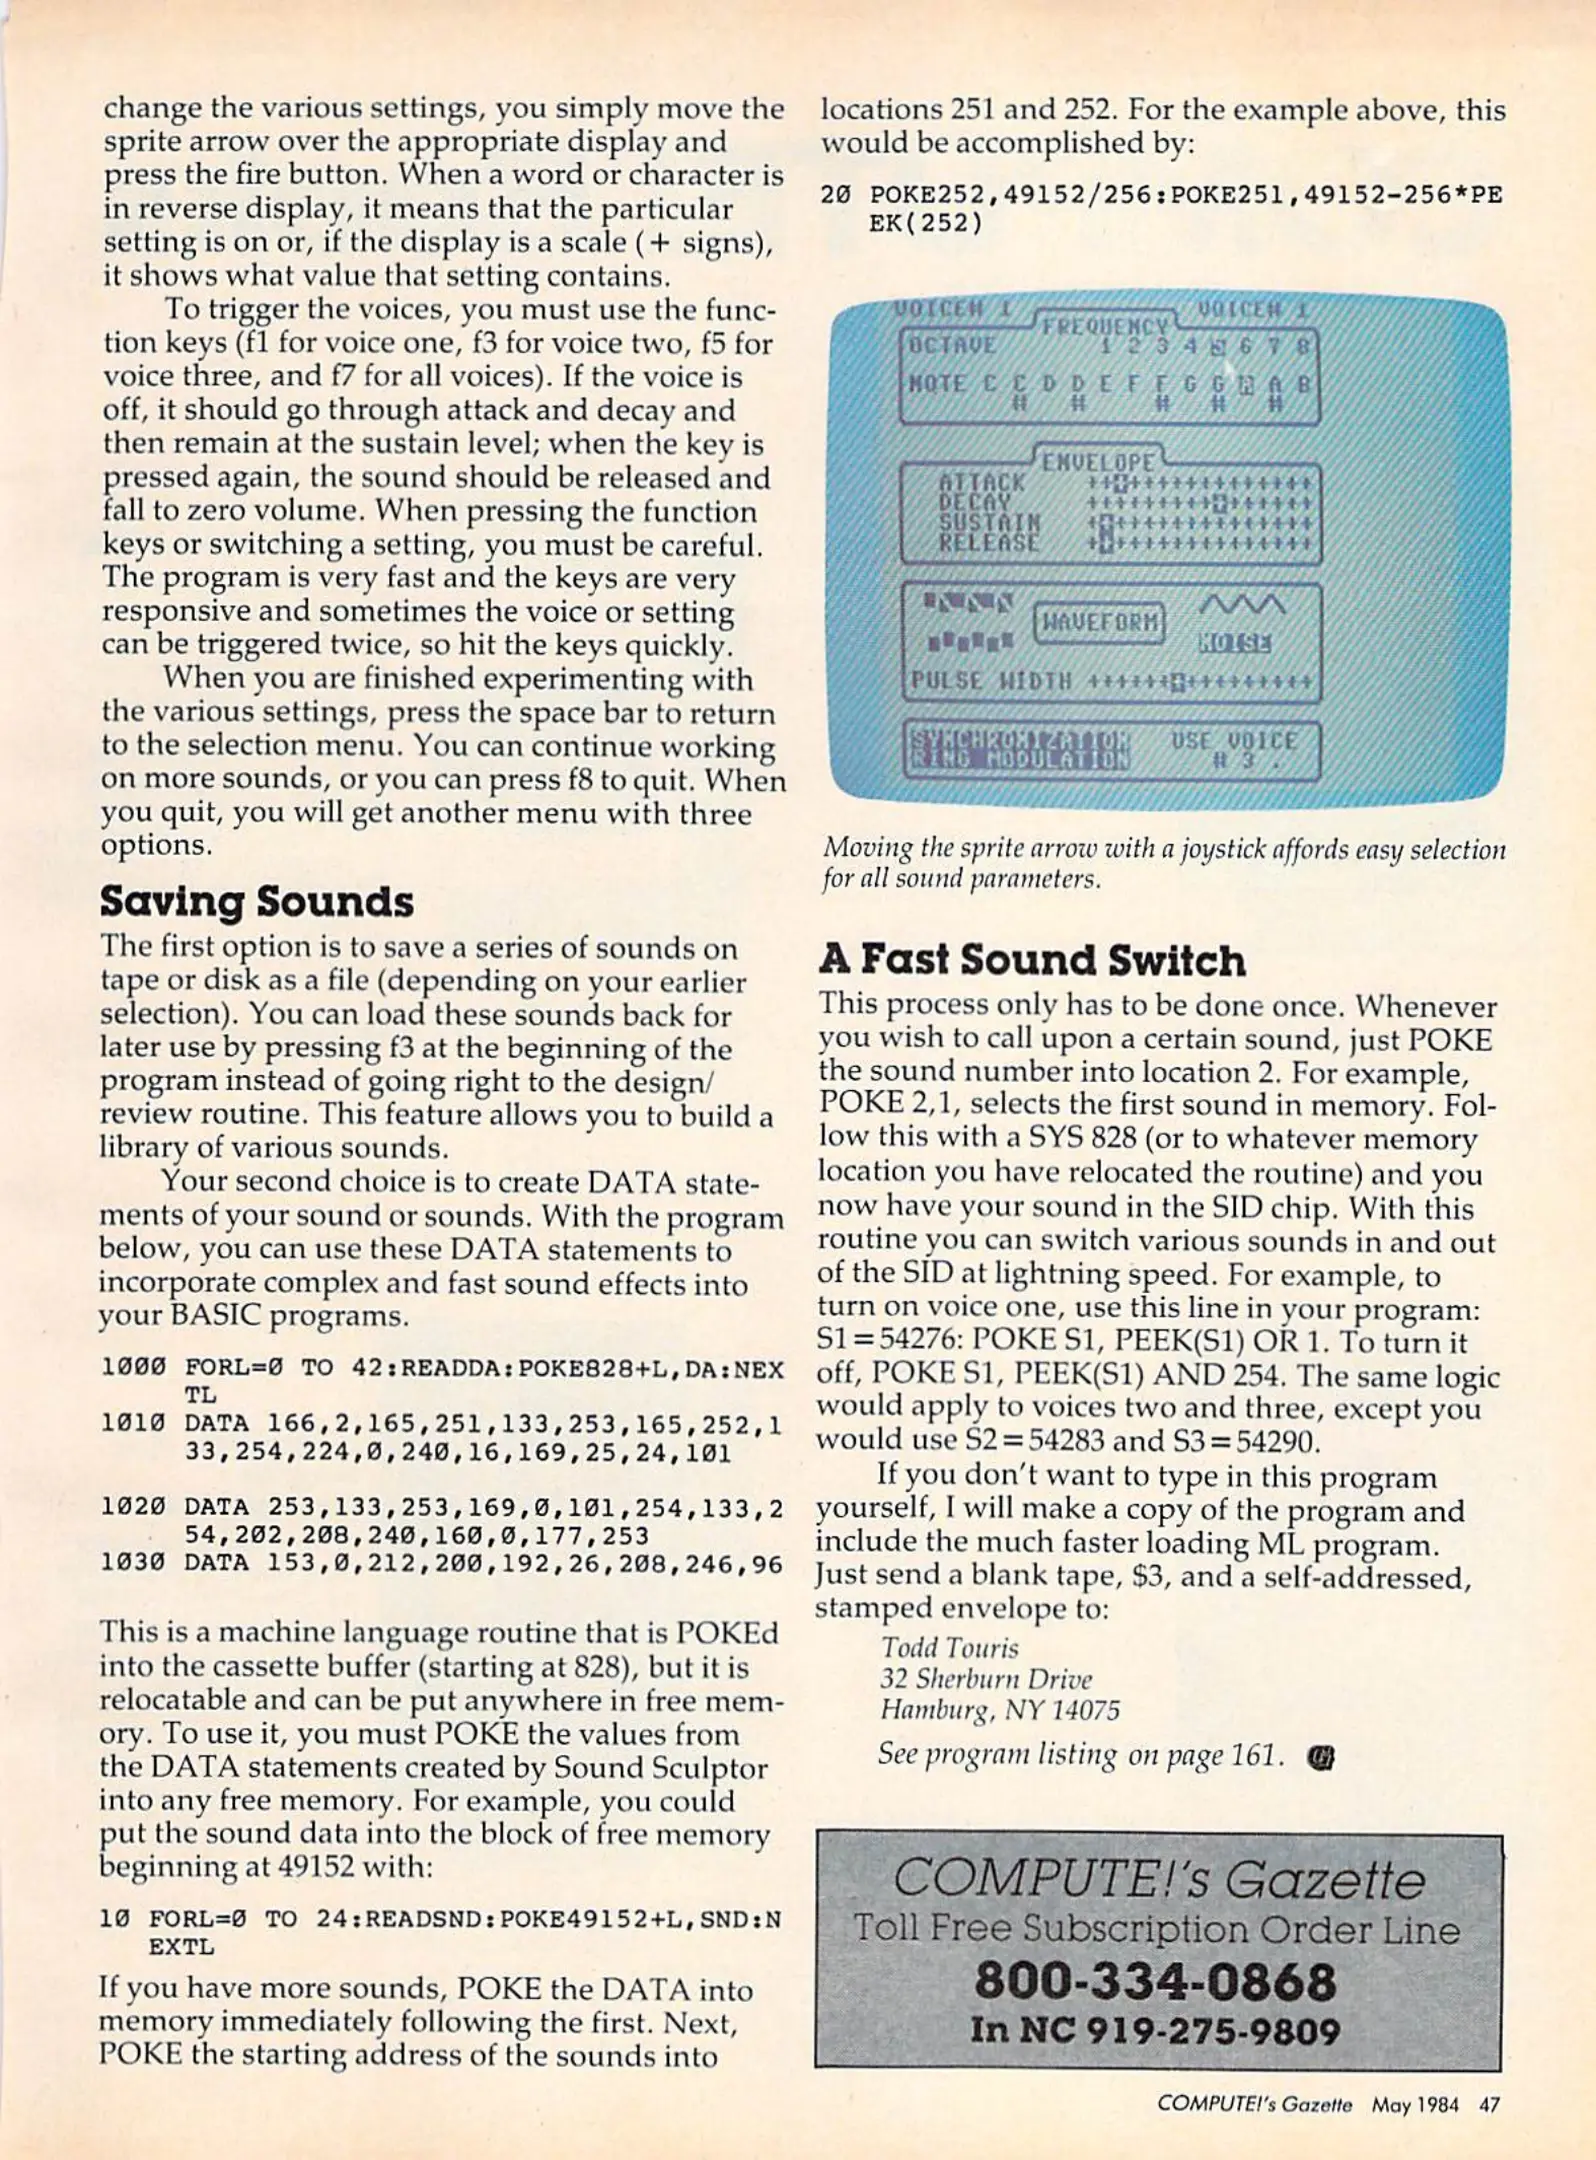 change the various settings, you simply move the
sprite arrow over the appropriate display and
press the fire button. When a word or character is
in reverse display, it means that the particular
setting is on or, if the display is a scale (+ signs),
it shows what value that setting contains.
To trigger the voices, you must use the func-
tion keys (f1 for voice one, f3 for voice two, f5 for
voice three, and f7 for all voices). If the voice is
off, it should go through attack and decay and
then remain at the sustain level; when the key is
pressed again, the sound should be released and
fall to zero volume. When pressing the function
keys or switching a setting, you must be careful.
The program is very fast and the keys are very
responsive and sometimes the voice or setting
can be triggered twice, so hit the keys quickly.
When you are finished experimenting with
the various settings, press the space bar to return
to the selection menu. You can continue working
on more sounds, or you can press f8 to quit. When
you quit, you will get another menu with three
options.
Saving Sounds
The first option is to save a series of sounds on
tape or disk as a file (depending on your earlier
selection). You can load these sounds back for
later use by pressing f3 at the beginning of the
program instead of going right to the design/
review routine. This feature allows you to build a
library of various sounds.
Your second choice is to create DATA state-
ments of your sound or sounds. With the program
below, you can use these DATA statements to
incorporate complex and fast sound effects into
your BASIC programs.
1000 FORL=0 TO 42:READDA:POKE828+L,DA:NEX
TL
1010 DATA 166,2,165,251,133,253,165,252,1
33,254,224,0,240,16,169,25,24,101
1020 DATA 253,133,253,169,0,101,254,133,2
54,202,208,240,160,0,177,253
1030 DATA 153,0,212,200,192,26,208,246,96
This is a machine language routine that is POKEd
into the cassette buffer (starting at 828), but it is
relocatable and can be put anywhere in free mem-
ory. To use it, you must POKE the values from
the DATA statements created by Sound Sculptor
into any free memory. For example, you could
put the sound data into the block of free memory
beginning at 49152 with:
10 FORL=0 TO 24:READSND:POKE49152+L,SND:N
EXTL
If you have more sounds, POKE the DATA into
memory immediately following the first. Next,
POKE the starting address of the sounds into
locations 251 and 252. For the example above, this
would be accomplished by:
20 POKE252,49152/256:POKE251,49152-256*PE
EK(252)
VOICE# 1 VOICE# 1
FREQUENCY
OCTAVE 1 2 3 4 5 6 7 8
NOTE C C D D E F F G G A A B
# # # # #
ENVELOPE
ATTACK ++++++++++++++++
DECAY ++++++++++++++++
SUSTAIN ++++++++++++++++
RELEASE ++++++++++++++++
WAVEFORM
NOISE
PULSE WIDTH ++++++++++++++++
SYNCHRONIZATION USE VOICE
RING MODULATION # 3 .
Moving the sprite arrow with a joystick affords easy selection
for all sound parameters.
A Fast Sound Switch
This process only has to be done once. Whenever
you wish to call upon a certain sound, just POKE
the sound number into location 2. For example,
POKE 2,1, selects the first sound in memory. Fol-
low this with a SYS 828 (or to whatever memory
location you have relocated the routine) and you
now have your sound in the SID chip. With this
routine you can switch various sounds in and out
of the SID at lightning speed. For example, to
turn on voice one, use this line in your program:
S1=54276: POKE S1, PEEK(S1) OR 1. To turn it
off, POKE S1, PEEK(S1) AND 254. The same logic
would apply to voices two and three, except you
would use S2=54283 and S3=54290.
If you don't want to type in this program
yourself, I will make a copy of the program and
include the much faster loading ML program.
Just send a blank tape, $3, and a self-addressed,
stamped envelope to:
Todd Touris
32 Sherburn Drive
Hamburg, NY 14075
See program listing on page 161.
COMPUTE!'s Gazette
Toll Free Subscription Order Line
800-334-0868
In NC 919-275-9809
COMPUTE!'s Gazette May 1984 47